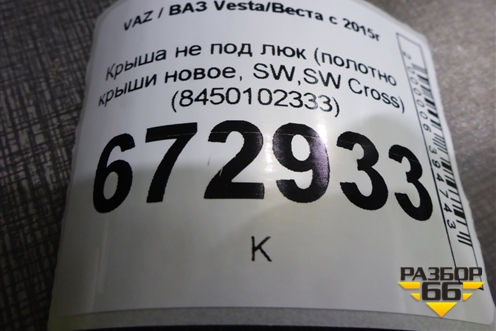 VAZ / ВАЗ Vesta/Веста с 2015г
Крыша не под люк (полотно
крыши новое, SW,SW Cross)
(8450102333)
672933
К
РАЗБОР
66